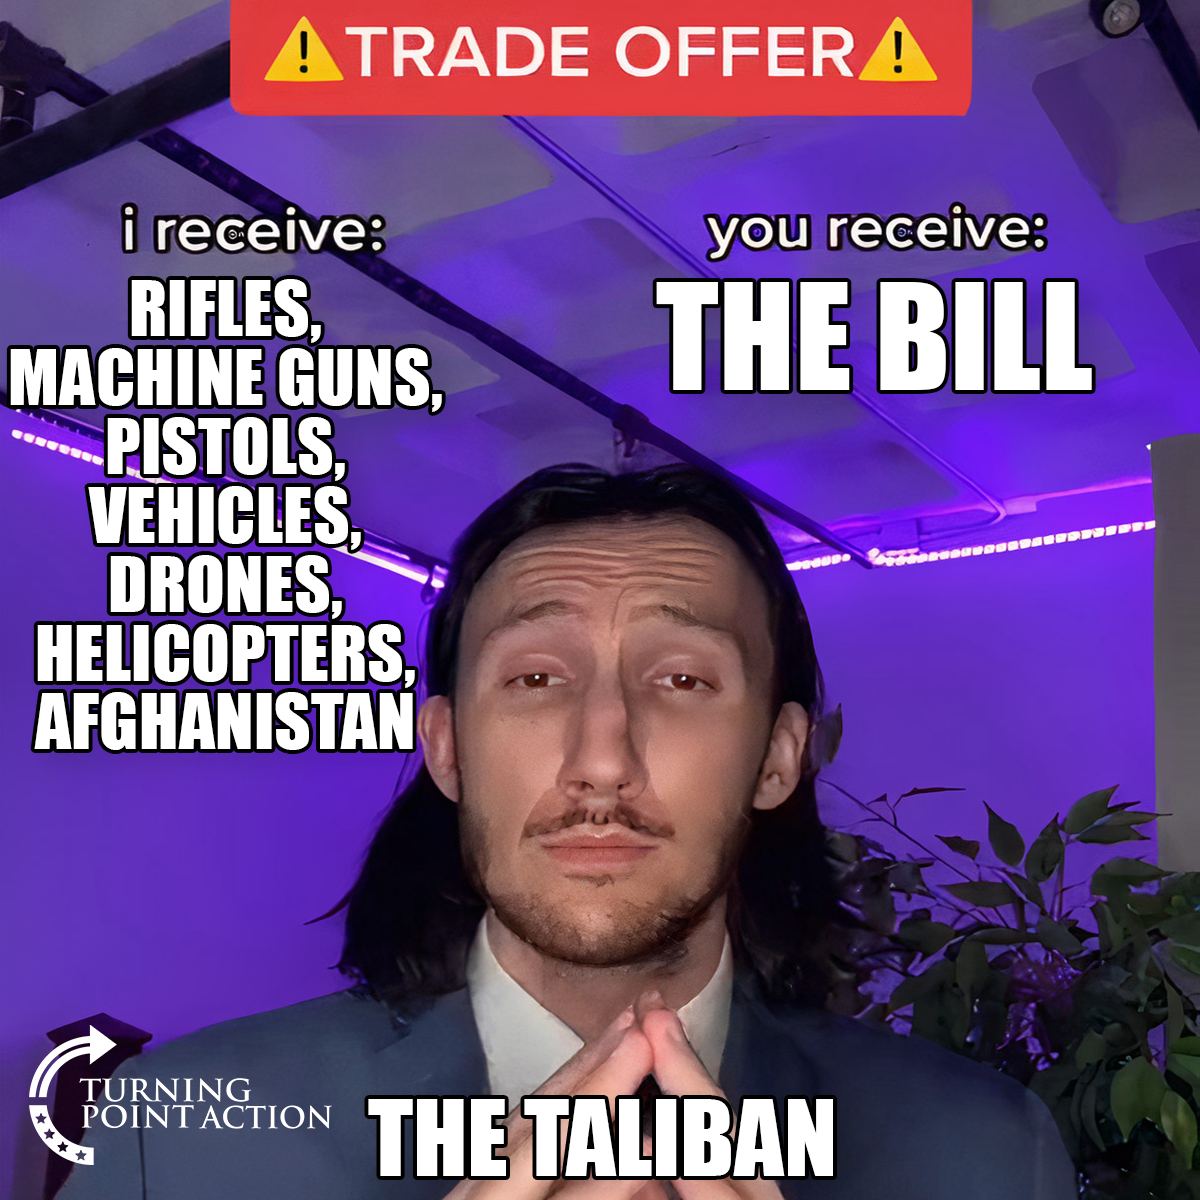 ⚠TRADE OFFER⚠
i receive:
RIFLES,
MACHINE GUNS,
PISTOLS,
VEHICLES,
DRONES,
HELICOPTERS,
AFGHANISTAN
you receive:
THE BILL
TURNING
POINT ACTION
THE TALIBAN